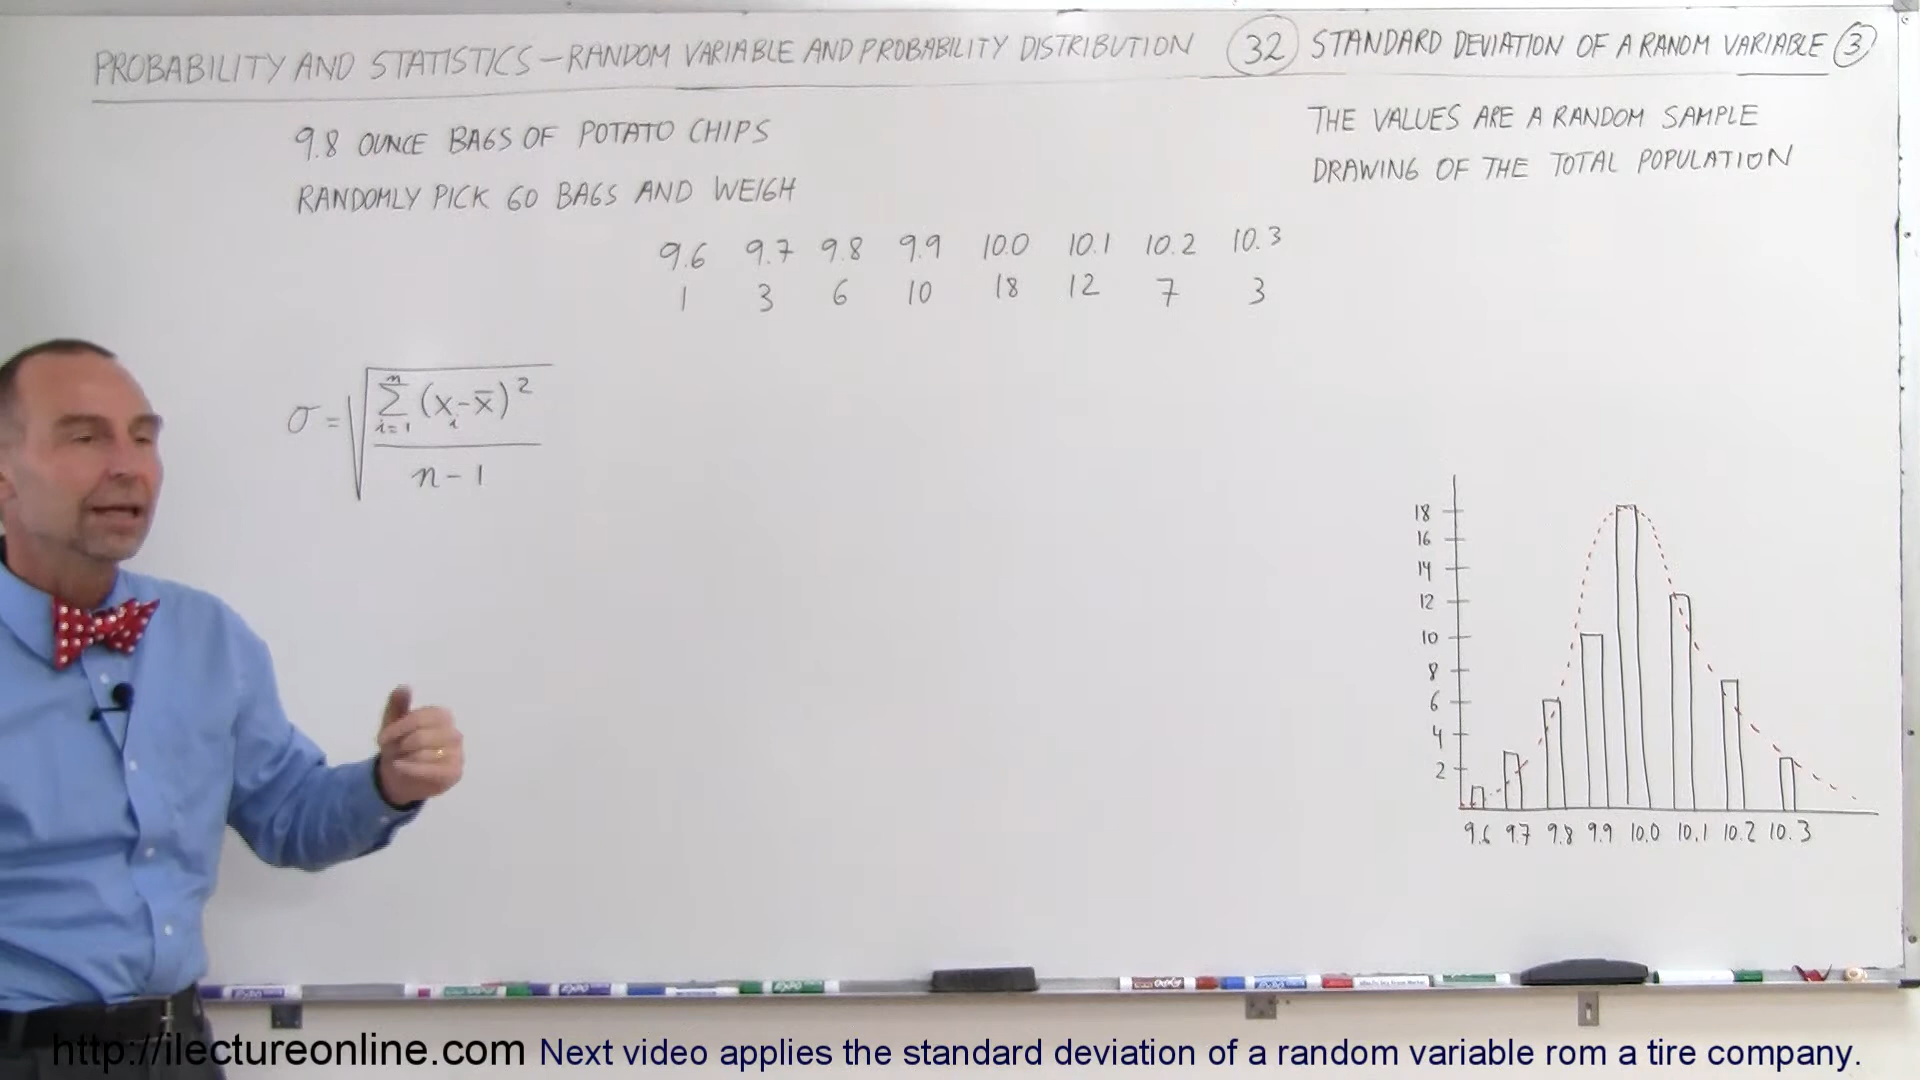 PROBABILITY AND STATISTICS – RANDOM VARIABLE AND PROBABILITY DISTRIBUTION 32 STANDARD DEVIATION OF A RANOM VARIABLE 3
9.8 OUNCE BAGS OF POTATO CHIPS
RANDOMLY PICK 60 BAGS AND WEIGH
THE VALUES ARE A RANDOM SAMPLE
DRAWING OF THE TOTAL POPULATION
9.6 9.7 9.8 9.9 10.0 10.1 10.2 10.3
1 3 6 10 18 12 7 3
σ = √( Σ_{i=1}^{n} (x_i - x̄)² / (n - 1) )
18
16
14
12
10
8
6
4
2
9.6 9.7 9.8 9.9 10.0 10.1 10.2 10.3
http://ilectureonline.com Next video applies the standard deviation of a random variable rom a tire company.